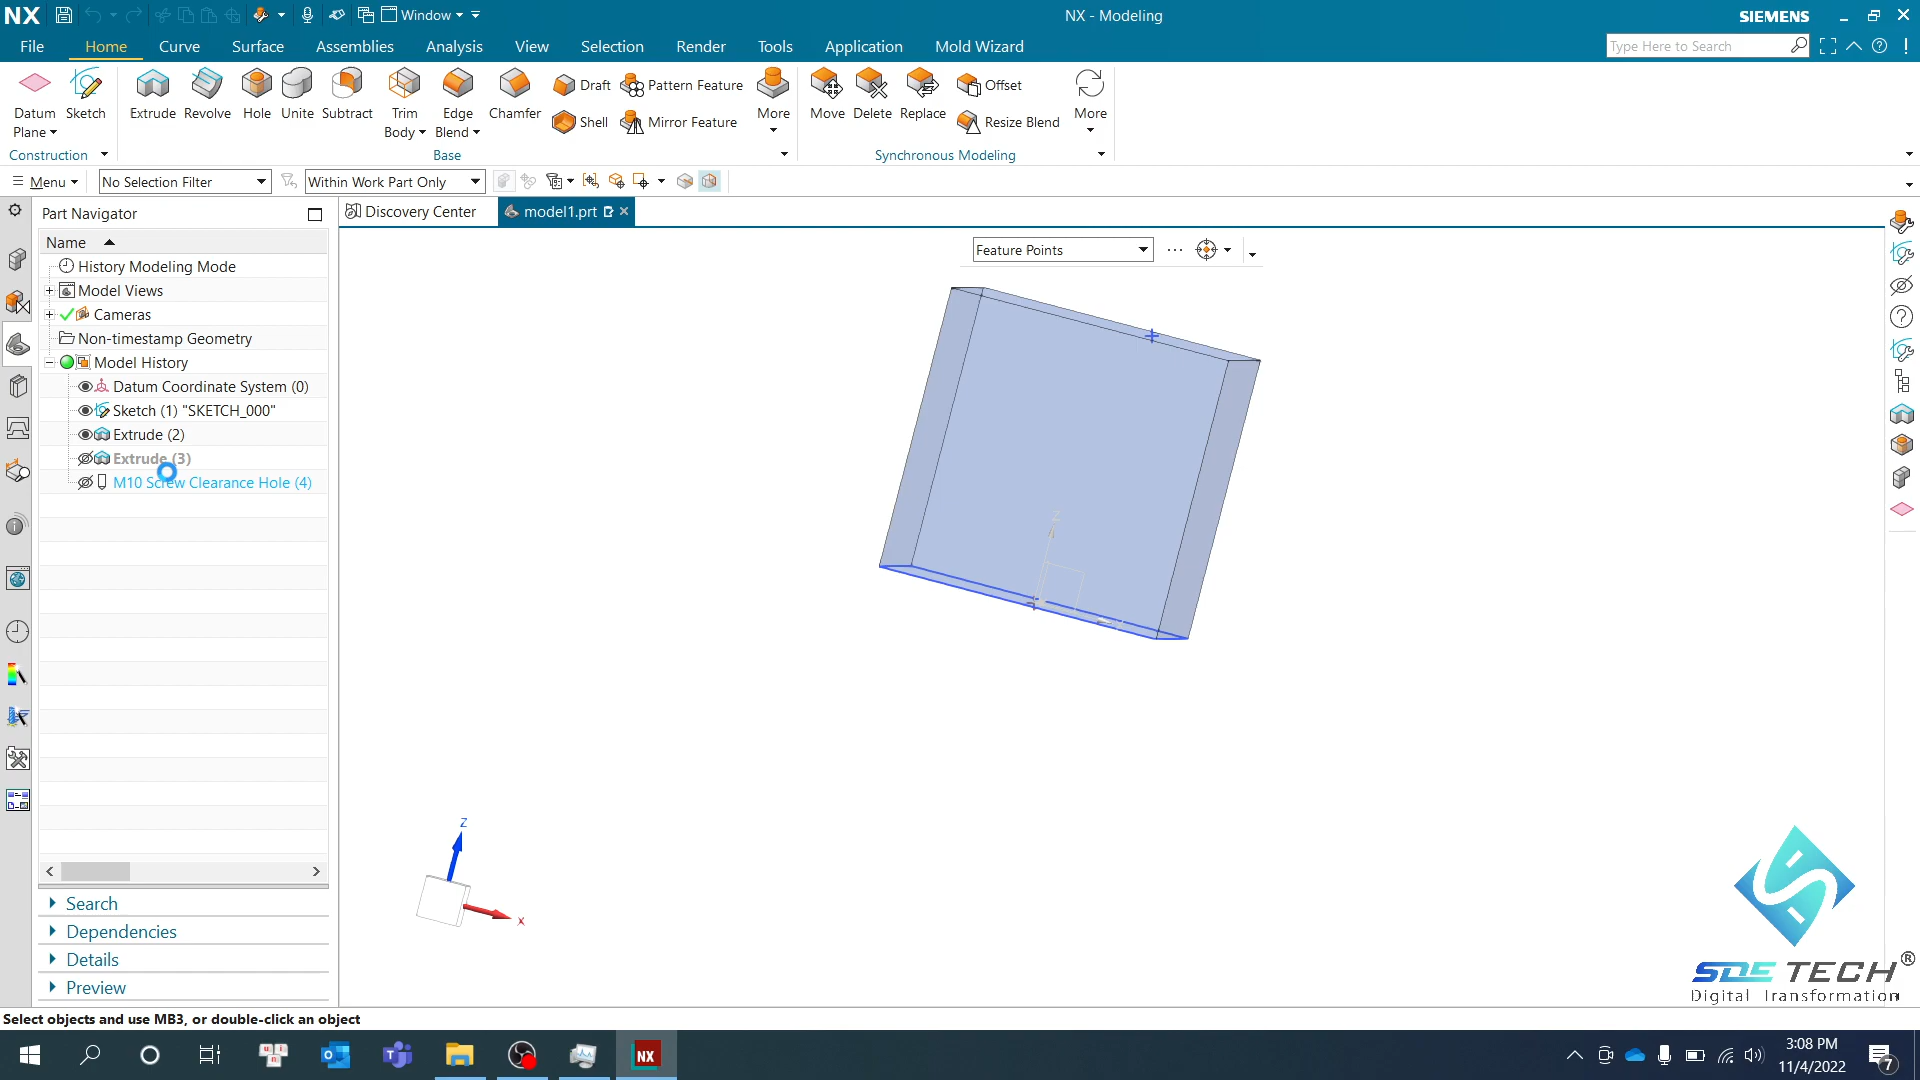 NX
Window
NX - Modeling
SIEMENS
File
Home
Curve
Surface
Assemblies
Analysis
View
Selection
Render
Tools
Application
Mold Wizard
Type Here to Search
Datum
Plane
Sketch
Extrude
Revolve
Hole
Unite
Subtract
Trim
Body
Edge
Blend
Chamfer
Draft
Shell
Pattern Feature
Mirror Feature
More
Move
Delete
Replace
Offset
Resize Blend
More
Construction
Base
Synchronous Modeling
Menu
No Selection Filter
Within Work Part Only
Part Navigator
Discovery Center
model1.prt
Name
Feature Points
History Modeling Mode
Model Views
Cameras
Non-timestamp Geometry
Model History
Datum Coordinate System (0)
Sketch (1) "SKETCH_000"
Extrude (2)
Extrude (3)
M10 Screw Clearance Hole (4)
Z
Z
X
Search
Dependencies
Details
Preview
SDE TECH®
Digital Transformation
Select objects and use MB3, or double-click an object
NX
3:08 PM
11/4/2022
7